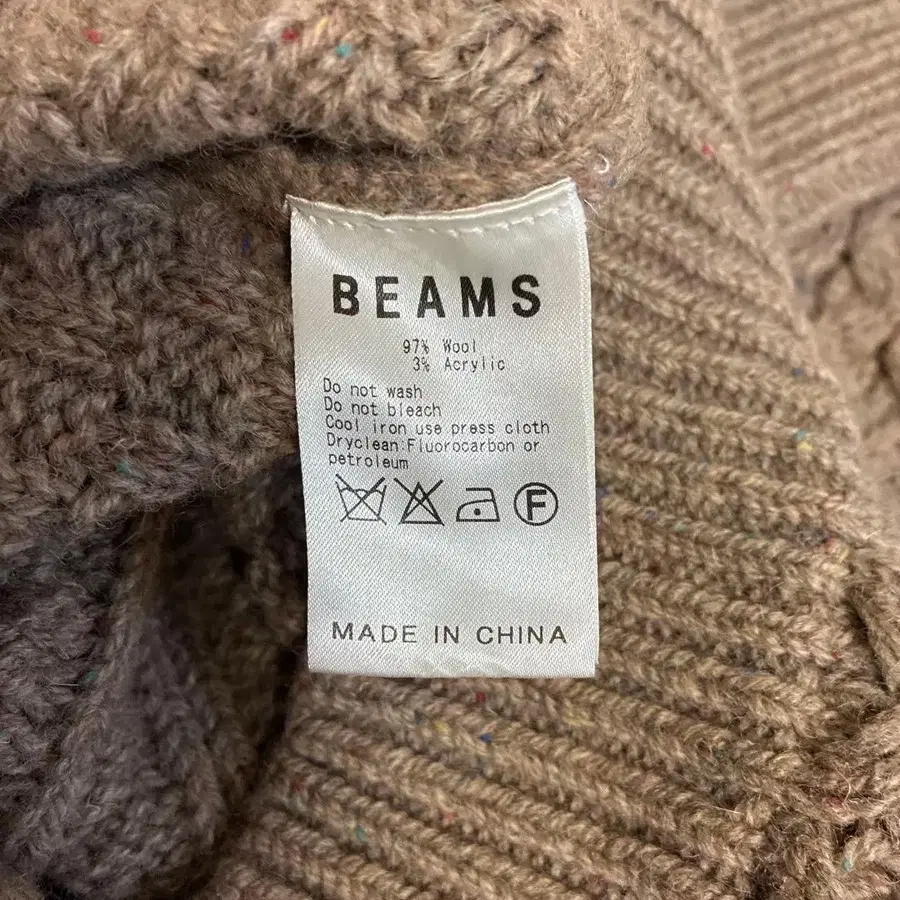 BEAMS
97% Wool
3% Acrylic
Do not wash
Do not bleach
Cool iron use press cloth
Dryclean:Fluorocarbon or
petroleum
F
MADE IN CHINA